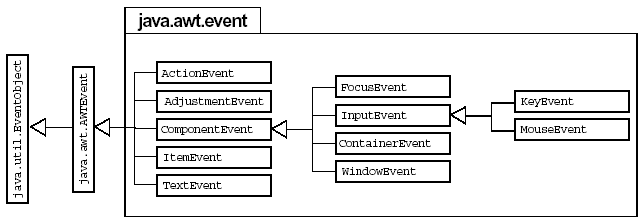 java.awt.event
java.util.EventObject
java.awt.AWTEvent
ActionEvent
AdjustmentEvent
ComponentEvent
ItemEvent
TextEvent
FocusEvent
InputEvent
ContainerEvent
WindowEvent
KeyEvent
MouseEvent